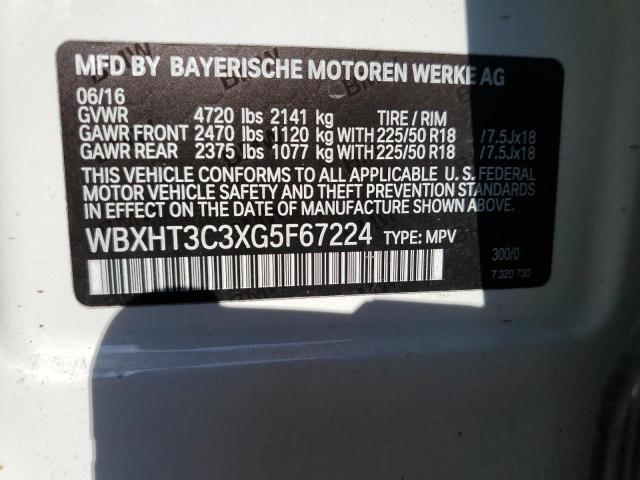 MFD BY BAYERISCHE MOTOREN WERKE AG
06/16
GVWR 4720 lbs 2141 kg TIRE / RIM
GAWR FRONT 2470 lbs 1120 kg WITH 225/50 R18 /7.5Jx18
GAWR REAR 2375 lbs 1077 kg WITH 225/50 R18 /7.5Jx18
THIS VEHICLE CONFORMS TO ALL APPLICABLE U. S. FEDERAL
MOTOR VEHICLE SAFETY AND THEFT PREVENTION STANDARDS
IN EFFECT ON THE DATE OF MANUFACTURE SHOWN ABOVE.
WBXHT3C3XG5F67224 TYPE: MPV
300/0
7 320 730